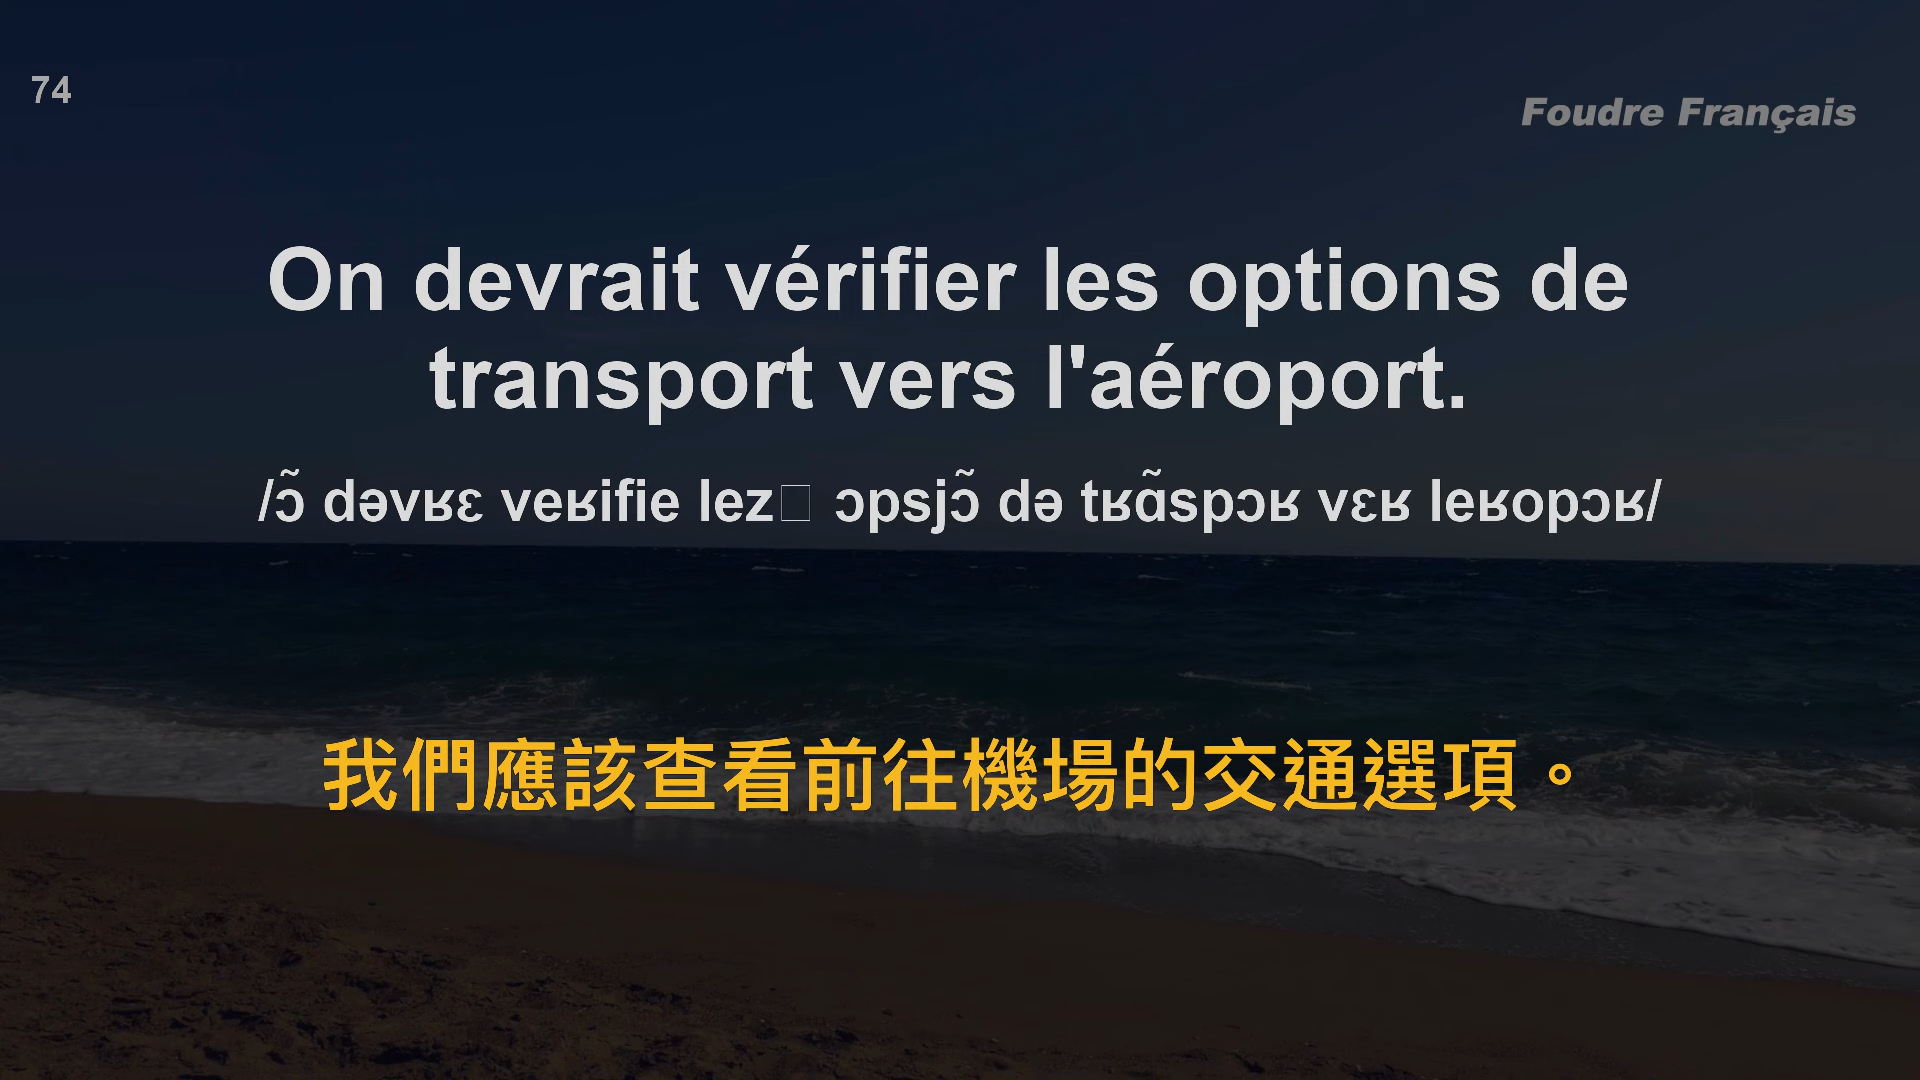 74
Foudre Français
On devrait vérifier les options de
transport vers l'aéroport.
/ɔ̃ dəvʁɛ veʁifie lez□ ɔpsjɔ̃ də tʁɑ̃spɔʁ vɛʁ leʁopɔʁ/
我們應該查看前往機場的交通選項。